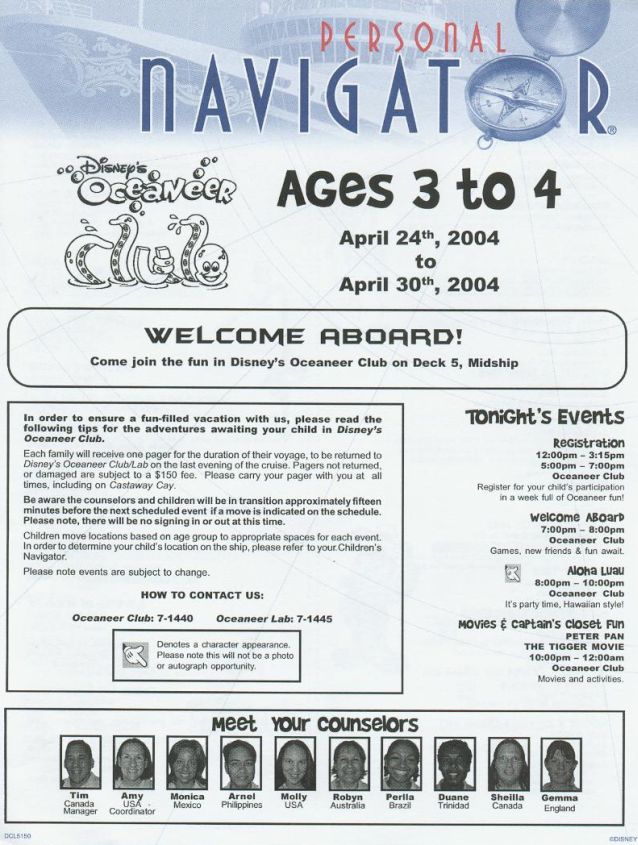 PERSONAL
NAVIGATOR®
Disney's
Oceaneer
club
Ages 3 to 4
April 24th, 2004
to
April 30th, 2004
WELCOME ABOARD!
Come join the fun in Disney's Oceaneer Club on Deck 5, Midship
In order to ensure a fun-filled vacation with us, please read the
following tips for the adventures awaiting your child in Disney's
Oceaneer Club.
Each family will receive one pager for the duration of their voyage, to be returned to
Disney's Oceaneer Club/Lab on the last evening of the cruise. Pagers not returned,
or damaged are subject to a $150 fee. Please carry your pager with you at all
times, including on Castaway Cay.
Be aware the counselors and children will be in transition approximately fifteen
minutes before the next scheduled event if a move is indicated on the schedule.
Please note, there will be no signing in or out at this time.
Children move locations based on age group to appropriate spaces for each event.
In order to determine your child's location on the ship, please refer to your Children's
Navigator.
Please note events are subject to change.
HOW TO CONTACT US:
Oceaneer Club: 7-1440 Oceaneer Lab: 7-1445
Denotes a character appearance.
Please note this will not be a photo
or autograph opportunity.
Tonight's Events
Registration
12:00pm – 3:15pm
5:00pm – 7:00pm
Oceaneer Club
Register for your child's participation
in a week full of Oceaneer fun!
Welcome Aboard
7:00pm – 8:00pm
Oceaneer Club
Games, new friends & fun await.
Aloha Luau
8:00pm – 10:00pm
Oceaneer Club
It's party time, Hawaiian style!
Movies & Captain's Closet Fun
PETER PAN
THE TIGGER MOVIE
10:00pm – 12:00am
Oceaneer Club
Movies and activities.
Meet Your Counselors
Tim Amy Monica Arnel Molly Robyn Perlla Duane Sheilla Gemma
Canada USA Mexico Philippines USA Australia Brazil Trinidad Canada England
Manager Coordinator
DCL5150 ©DISNEY